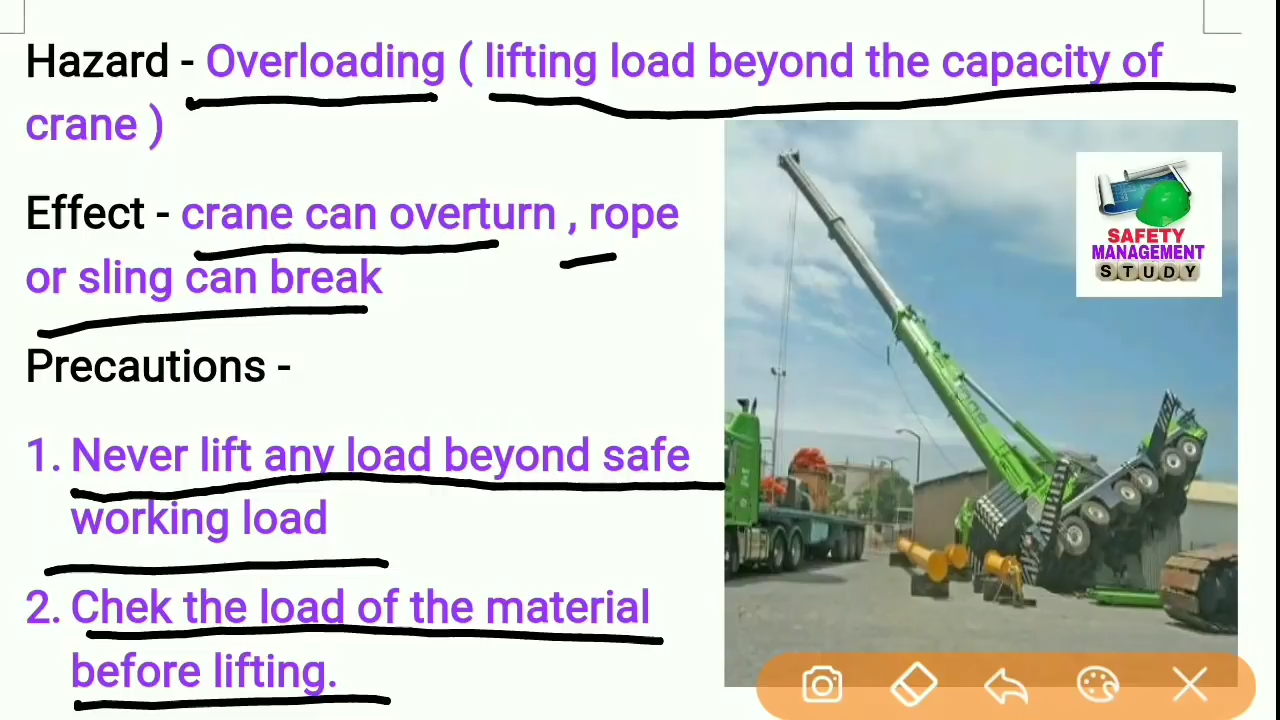 Hazard - Overloading ( lifting load beyond the capacity of
crane )
Effect - crane can overturn , rope
or sling can break
Precautions -
1. Never lift any load beyond safe
working load
2. Chek the load of the material
before lifting.
SAFETY
MANAGEMENT
STUDY